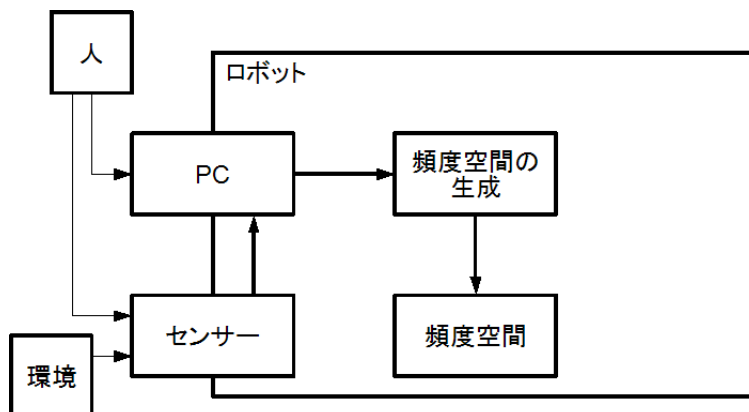 人
ロボット
PC
頻度空間の
生成
センサー
頻度空間
環境